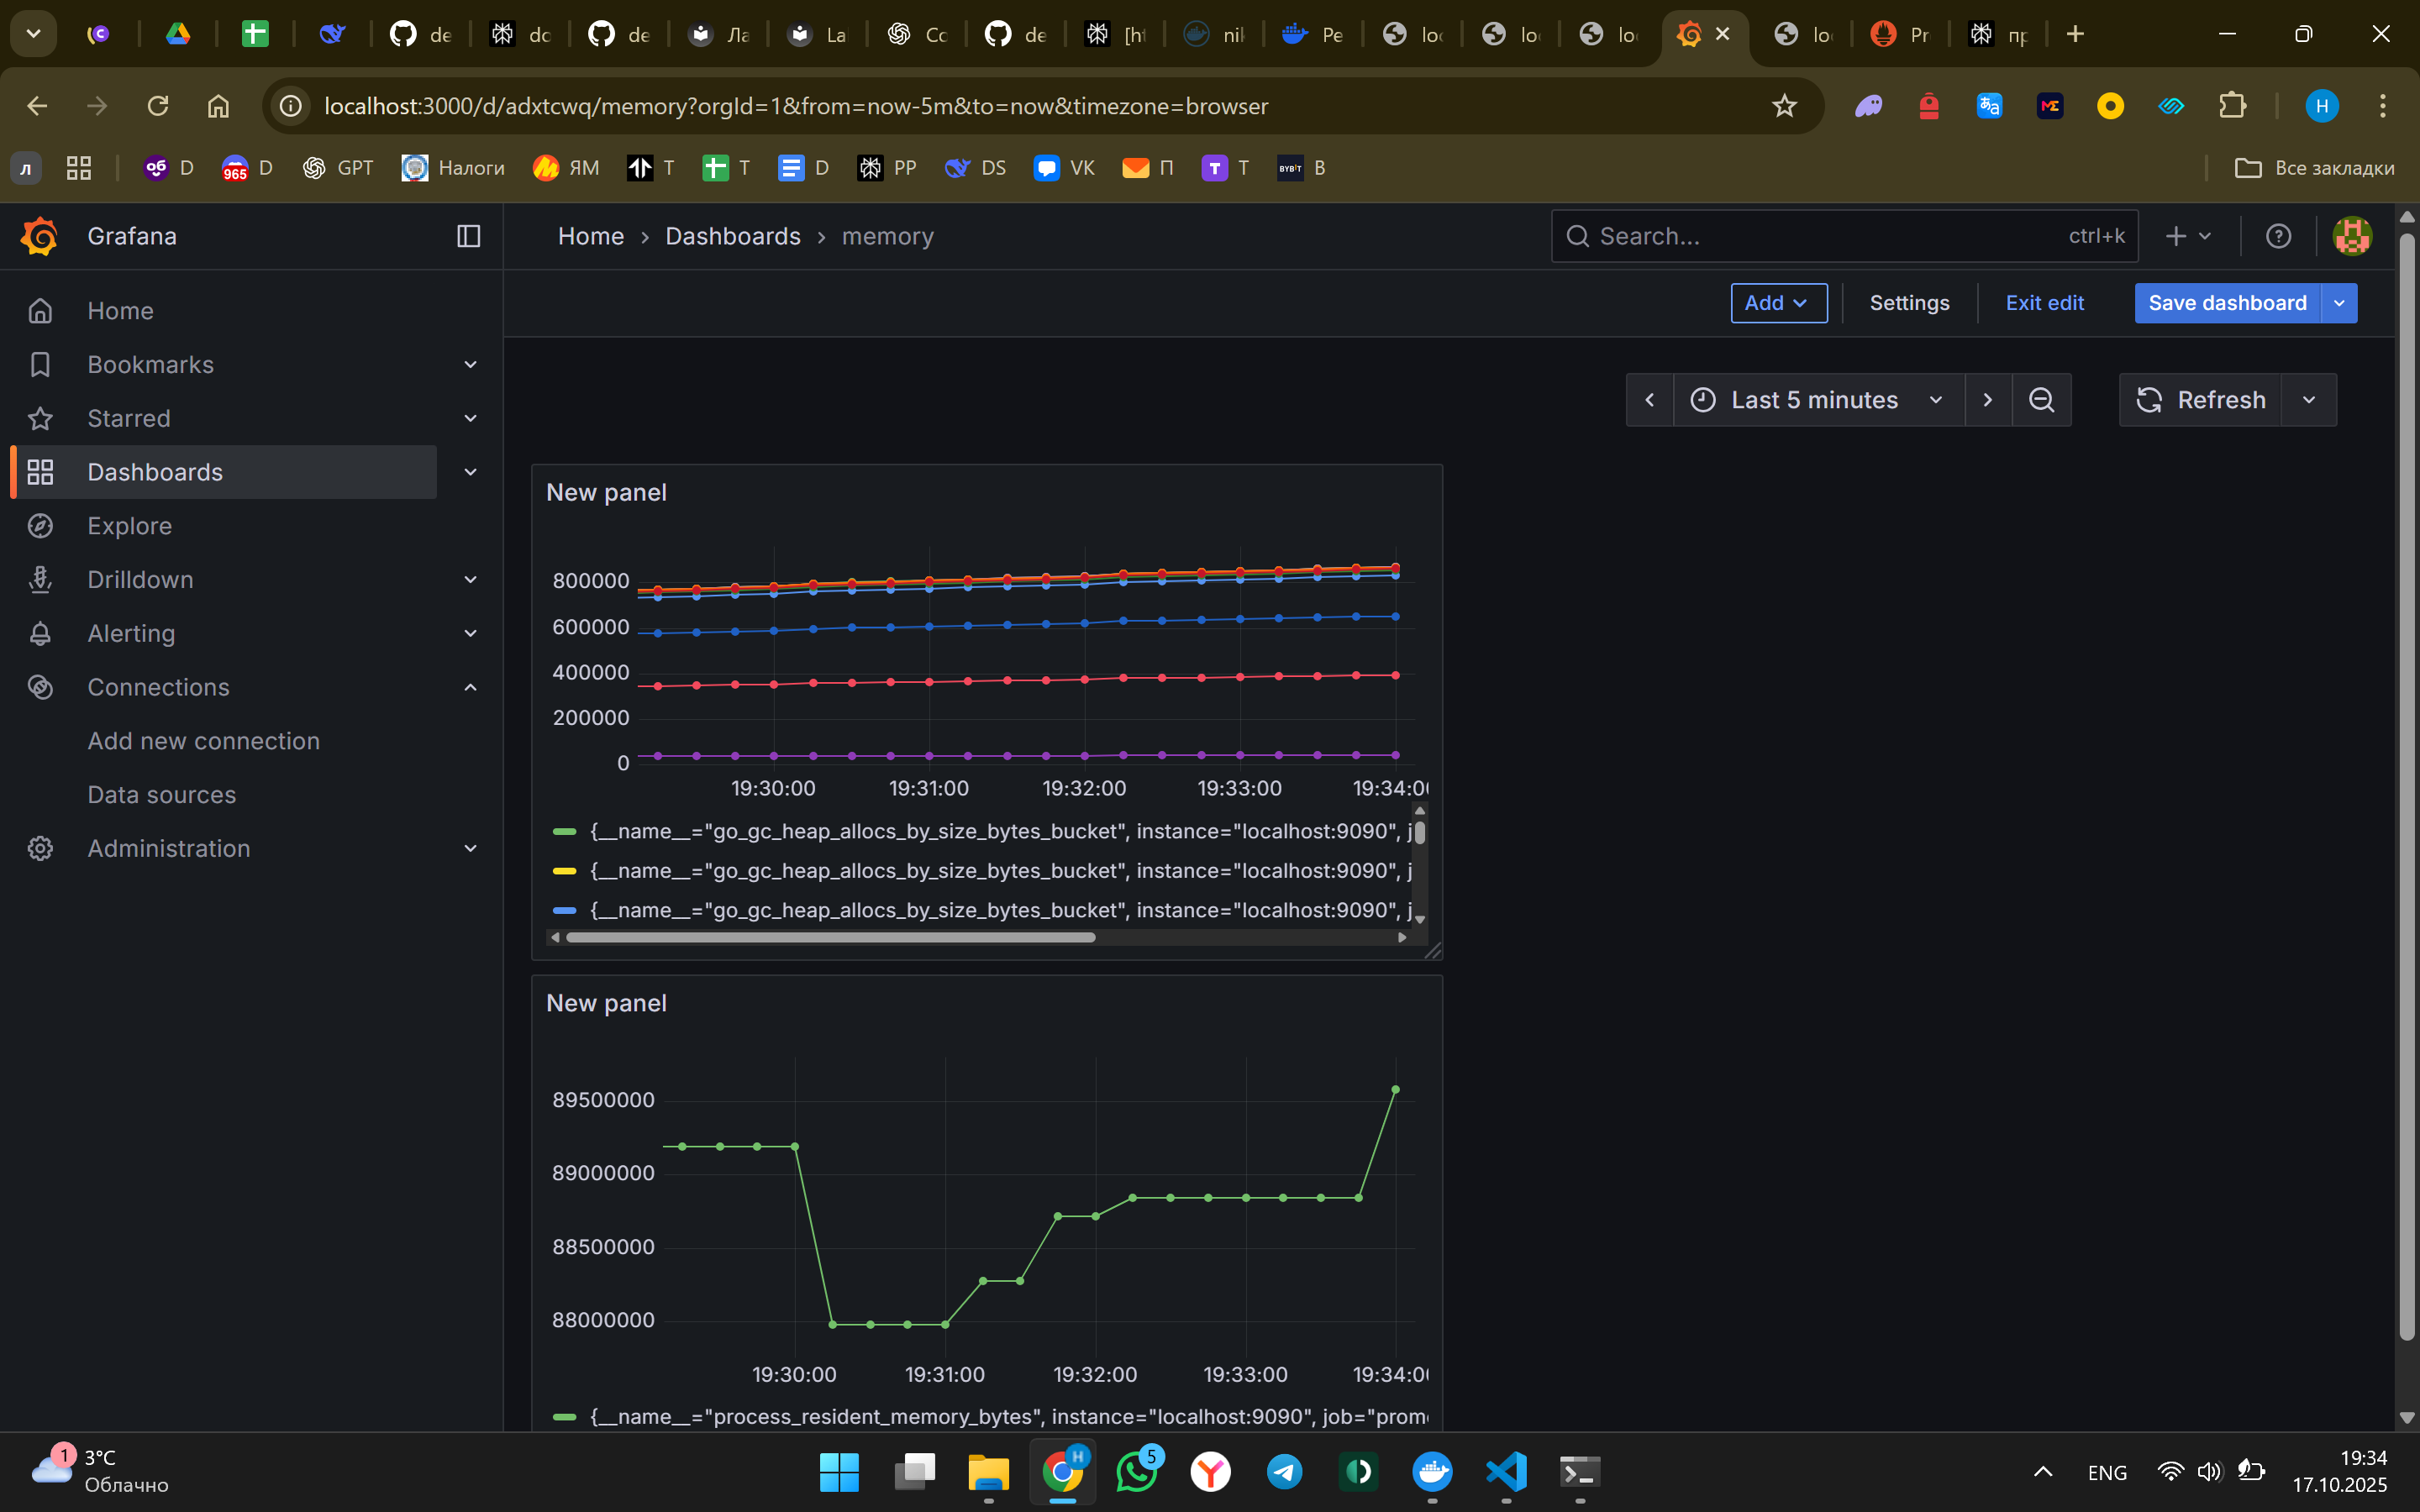 de
dc
de
Ла
La
Cc
de
[ht
nik
Pe
loc
lo
lo
lo
Pr
пр
localhost:3000/d/adxtcwq/memory?orgId=1&from=now-5m&to=now&timezone=browser
H
л
об D
965 D
GPT
Налоги
ЯМ
T
T
D
PP
DS
VK
П
T T
BYBIT B
Все закладки
Grafana
Home › Dashboards › memory
Search...
ctrl+k
Home
Bookmarks
Starred
Dashboards
Explore
Drilldown
Alerting
Connections
Add new connection
Data sources
Administration
Add
Settings
Exit edit
Save dashboard
Last 5 minutes
Refresh
New panel
800000
600000
400000
200000
0
19:30:00 19:31:00 19:32:00 19:33:00 19:34:0
{__name__="go_gc_heap_allocs_by_size_bytes_bucket", instance="localhost:9090", j
{__name__="go_gc_heap_allocs_by_size_bytes_bucket", instance="localhost:9090", j
{__name__="go_gc_heap_allocs_by_size_bytes_bucket", instance="localhost:9090", j
New panel
89500000
89000000
88500000
88000000
19:30:00 19:31:00 19:32:00 19:33:00 19:34:0
{__name__="process_resident_memory_bytes", instance="localhost:9090", job="prom
1
3°C
Облачно
H
5
ENG
19:34
17.10.2025